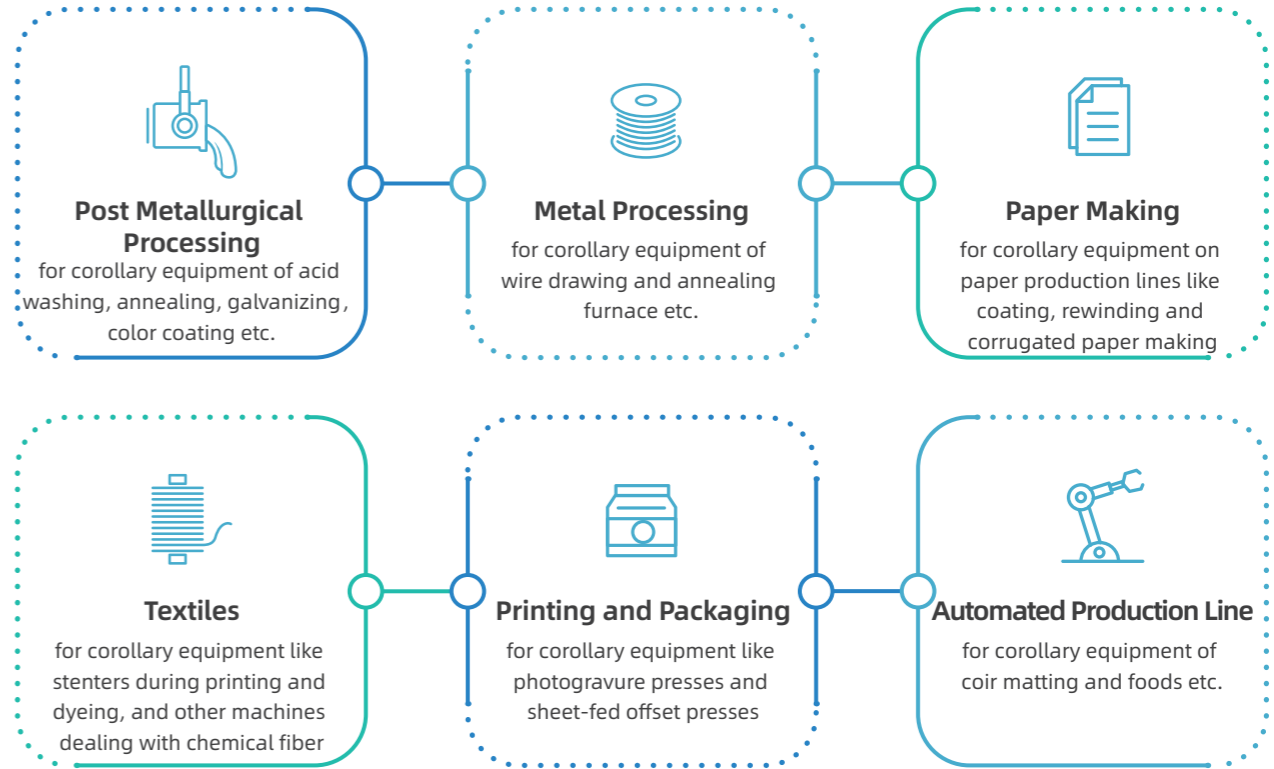 Post Metallurgical
Processing
for corollary equipment of acid
washing, annealing, galvanizing,
color coating etc.
Metal Processing
for corollary equipment of
wire drawing and annealing
furnace etc.
Paper Making
for corollary equipment on
paper production lines like
coating, rewinding and
corrugated paper making
Textiles
for corollary equipment like
stenters during printing and
dyeing, and other machines
dealing with chemical fiber
Printing and Packaging
for corollary equipment like
photogravure presses and
sheet-fed offset presses
Automated Production Line
for corollary equipment of
coir matting and foods etc.